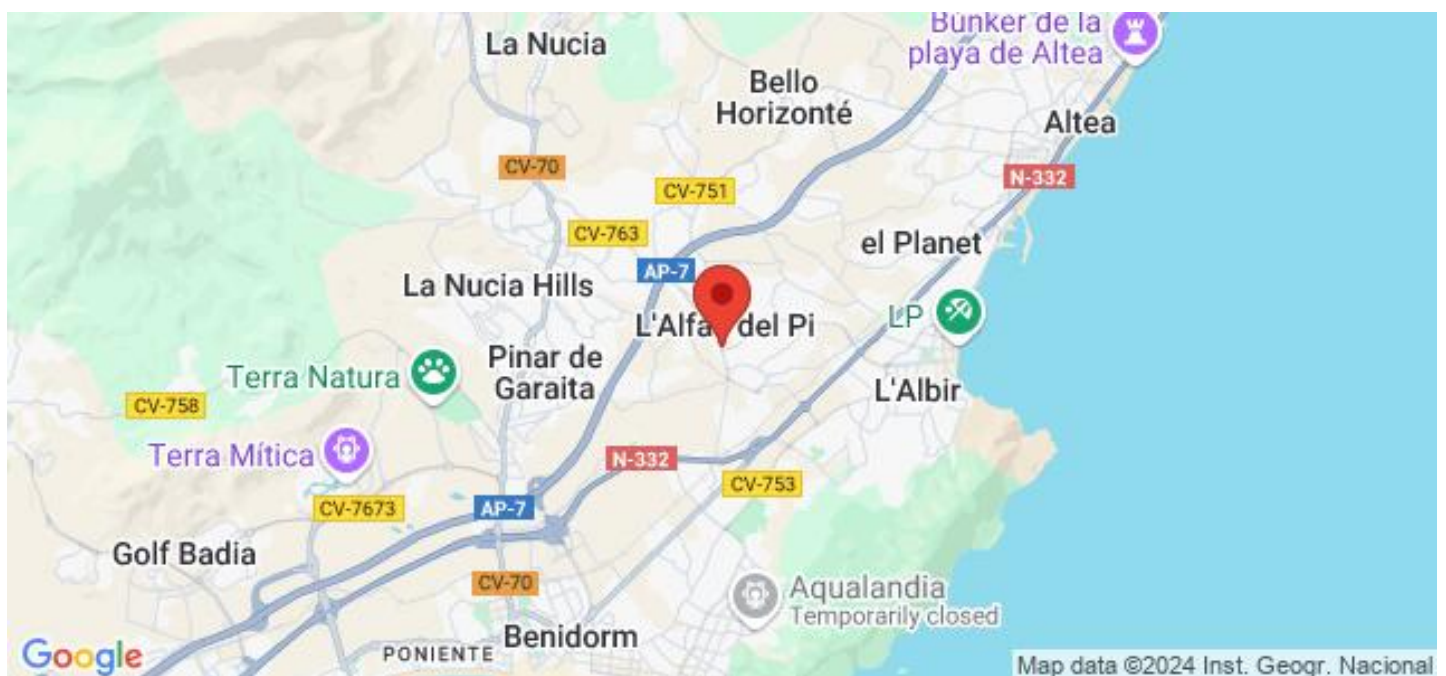 Búnker de la
playa de Altea
La Nucia
Bello
Horizonté
Altea
CV-70
N-332
CV-751
CV-763
el Planet
AP-7
La Nucia Hills
LP
L'Alfa del Pi
Pinar de
Garaita
Terra Natura
L'Albir
CV-758
Terra Mítica
N-332
CV-753
CV-7673
AP-7
Golf Badia
CV-70
Aqualandia
Temporarily closed
Benidorm
PONIENTE
Google
Map data ©2024 Inst. Geogr. Nacional